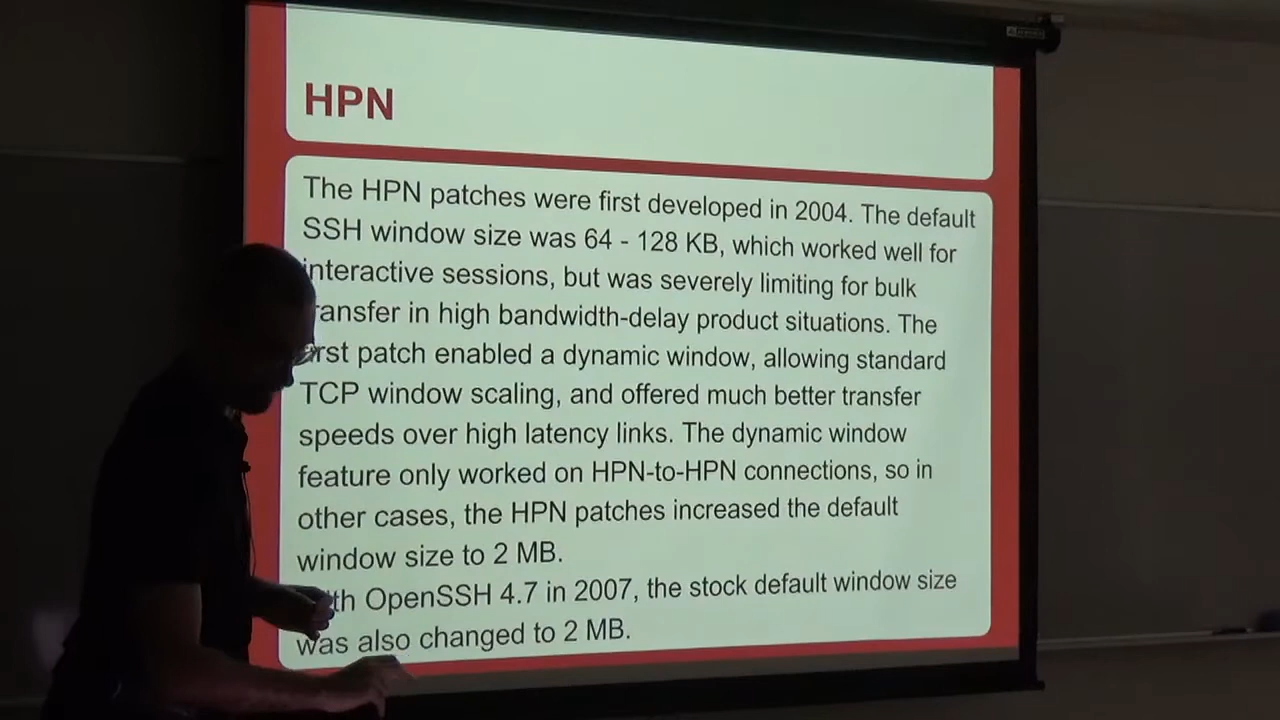 HPN
The HPN patches were first developed in 2004. The default
SSH window size was 64 - 128 KB, which worked well for
interactive sessions, but was severely limiting for bulk
transfer in high bandwidth-delay product situations. The
first patch enabled a dynamic window, allowing standard
TCP window scaling, and offered much better transfer
speeds over high latency links. The dynamic window
feature only worked on HPN-to-HPN connections, so in
other cases, the HPN patches increased the default
window size to 2 MB.
With OpenSSH 4.7 in 2007, the stock default window size
was also changed to 2 MB.